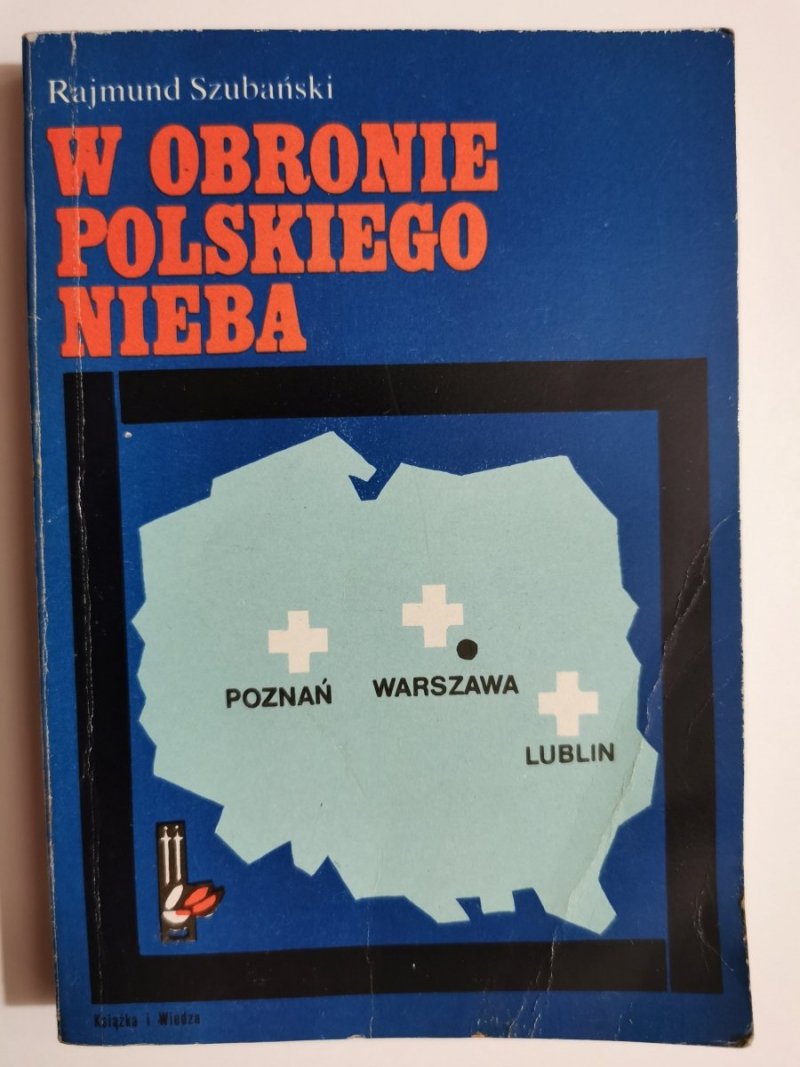 Rajmund Szubański
W OBRONIE
POLSKIEGO
NIEBA
POZNAŃ
WARSZAWA
LUBLIN
Książka i Wiedza